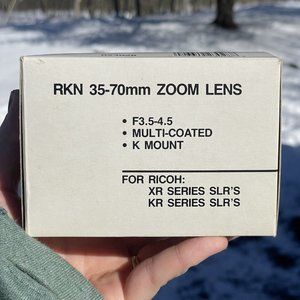 RKN 35-70mm ZOOM LENS
• F3.5-4.5
• MULTI-COATED
• K MOUNT
FOR RICOH:
XR SERIES SLR'S
KR SERIES SLR'S